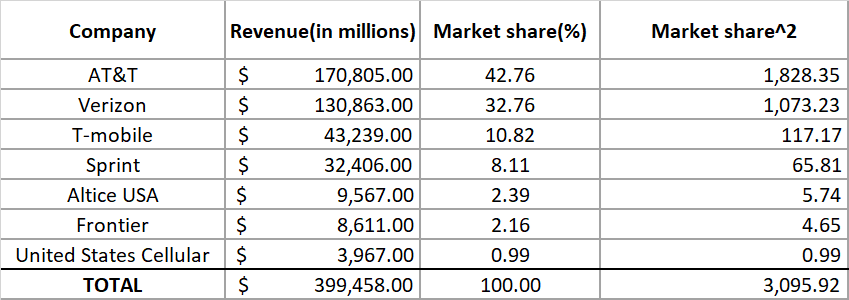 Company Revenue(in millions) Market share(%) Market share^2
AT&T $ 170,805.00 42.76 1,828.35
Verizon $ 130,863.00 32.76 1,073.23
T-mobile $ 43,239.00 10.82 117.17
Sprint $ 32,406.00 8.11 65.81
Altice USA $ 9,567.00 2.39 5.74
Frontier $ 8,611.00 2.16 4.65
United States Cellular $ 3,967.00 0.99 0.99
TOTAL $ 399,458.00 100.00 3,095.92